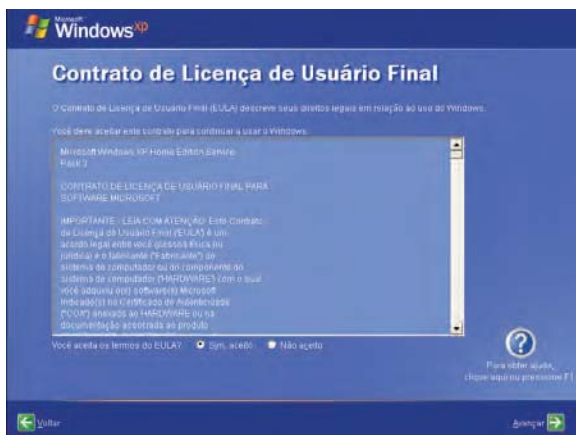 Microsoft
Windows xp
Contrato de Licença de Usuário Final
O Contrato de Licença de Usuário Final (EULA) descreve seus direitos legais em relação ao uso do Windows.
Você deve aceitar este contrato para continuar a usar o Windows.
Microsoft Windows XP Home Edition Service
Pack 3
CONTRATO DE LICENÇA DE USUÁRIO FINAL PARA
SOFTWARE MICROSOFT
IMPORTANTE - LEIA COM ATENÇÃO: Este Contrato
de Licença de Usuário Final ("EULA") é um
acordo legal entre você (pessoa física ou
jurídica) e o fabricante ("Fabricante") do
sistema de computador ou do componente do
sistema de computador ("HARDWARE") com o qual
você adquiriu o(s) software(s) Microsoft
indicado(s) no Certificado de Autenticidade
("COA") anexado ao HARDWARE ou na
documentação associada ao produto
Você aceita os termos do EULA? Sim, aceito Não aceito
Para obter ajuda,
clique aqui ou pressione F1
Voltar
Avançar